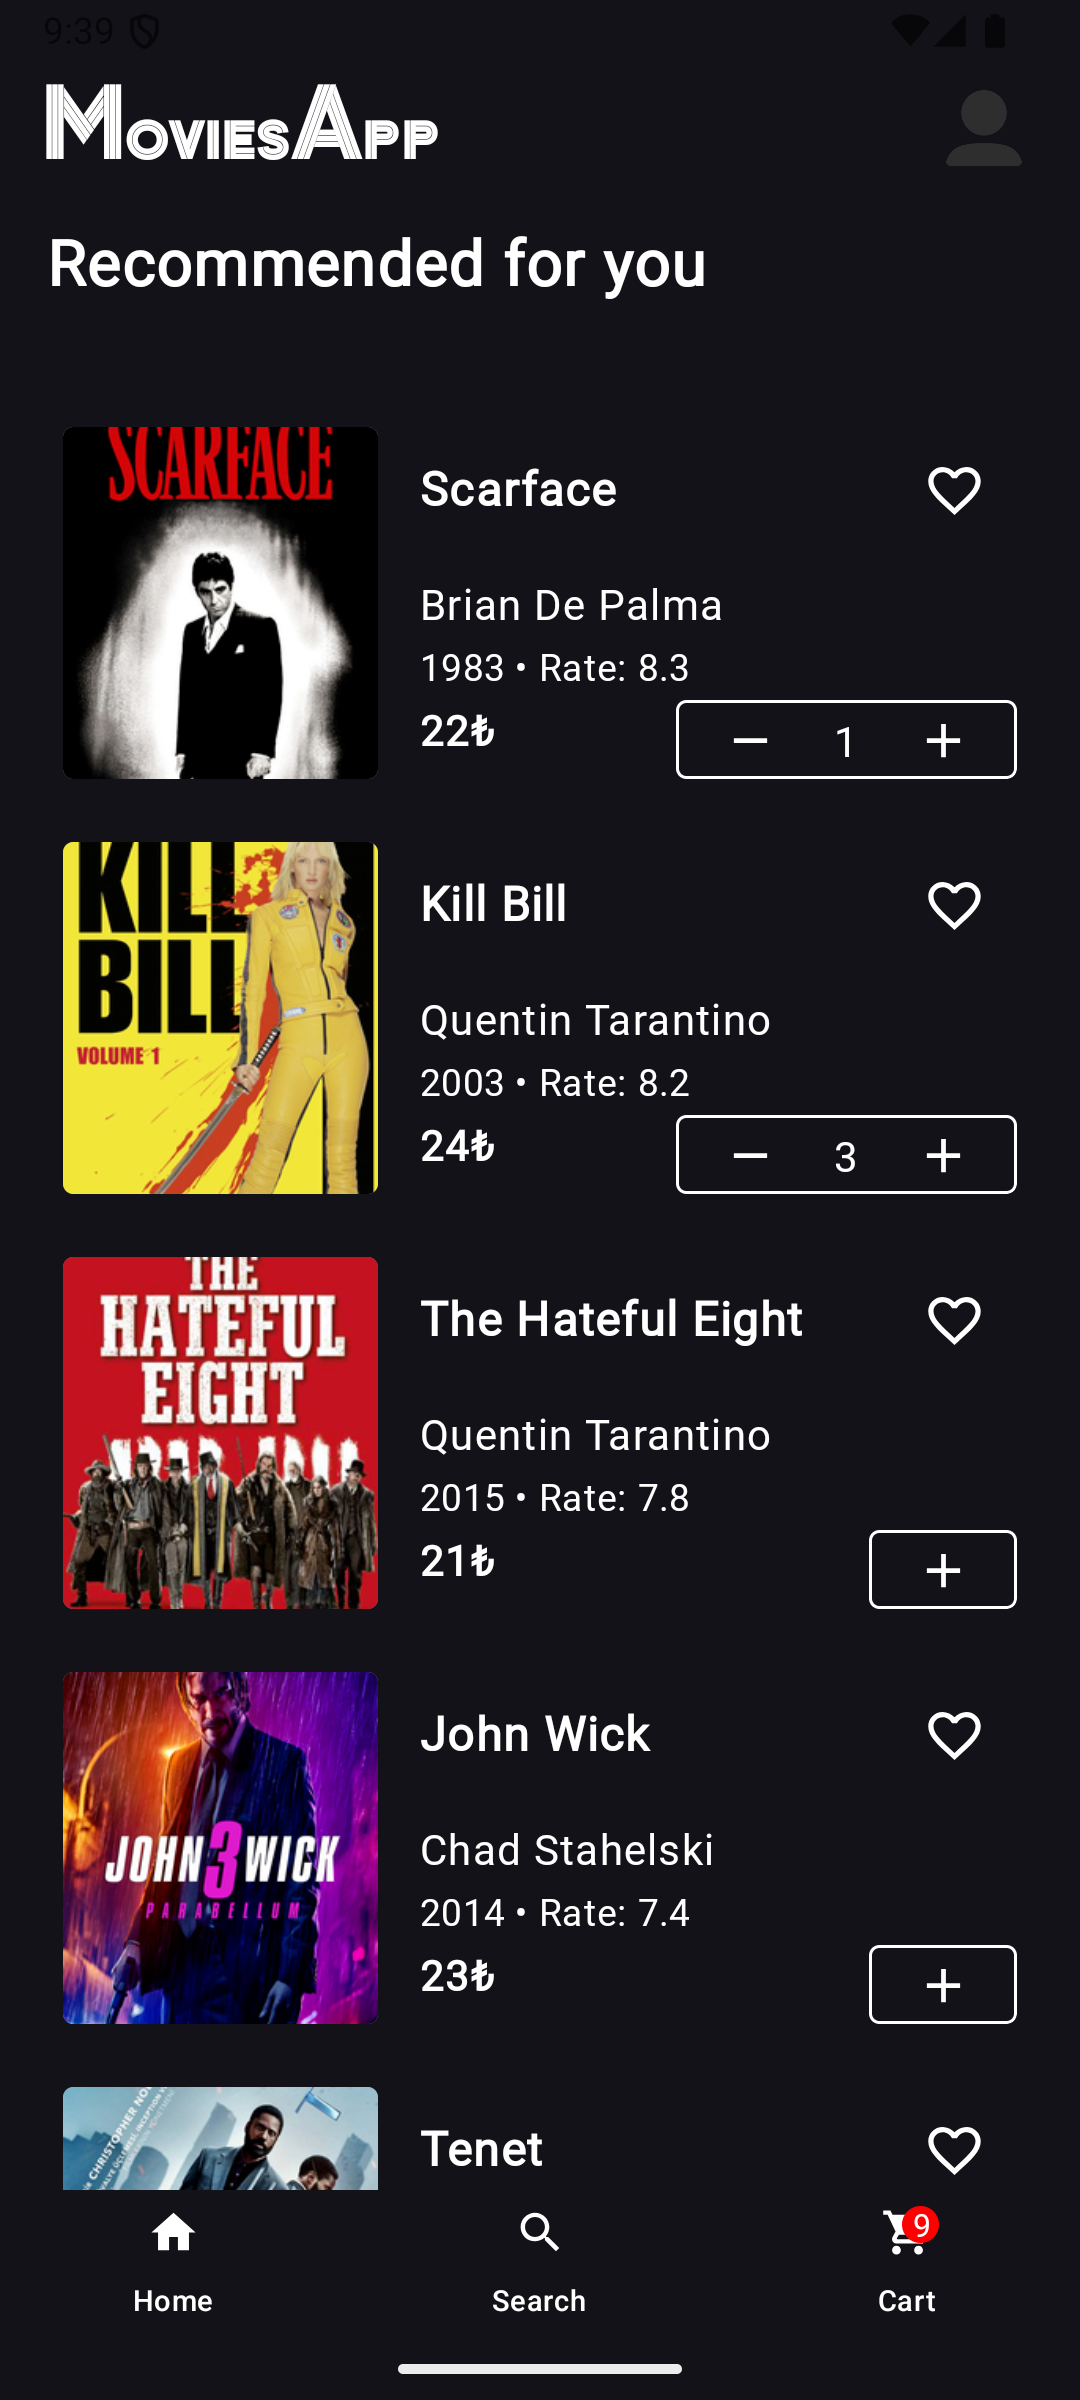 9:39
MOVIESAPP
Recommended for you
SCARFACE
Scarface
Brian De Palma
1983 • Rate: 8.3
22₺
1
KILL
BILL
VOLUME 1
Kill Bill
Quentin Tarantino
2003 • Rate: 8.2
24₺
3
THE
HATEFUL
EIGHT
The Hateful Eight
Quentin Tarantino
2015 • Rate: 7.8
21₺
JOHN 3 WICK
PARABELLUM
John Wick
Chad Stahelski
2014 • Rate: 7.4
23₺
CHRISTOPHER
Tenet
9
Home
Search
Cart